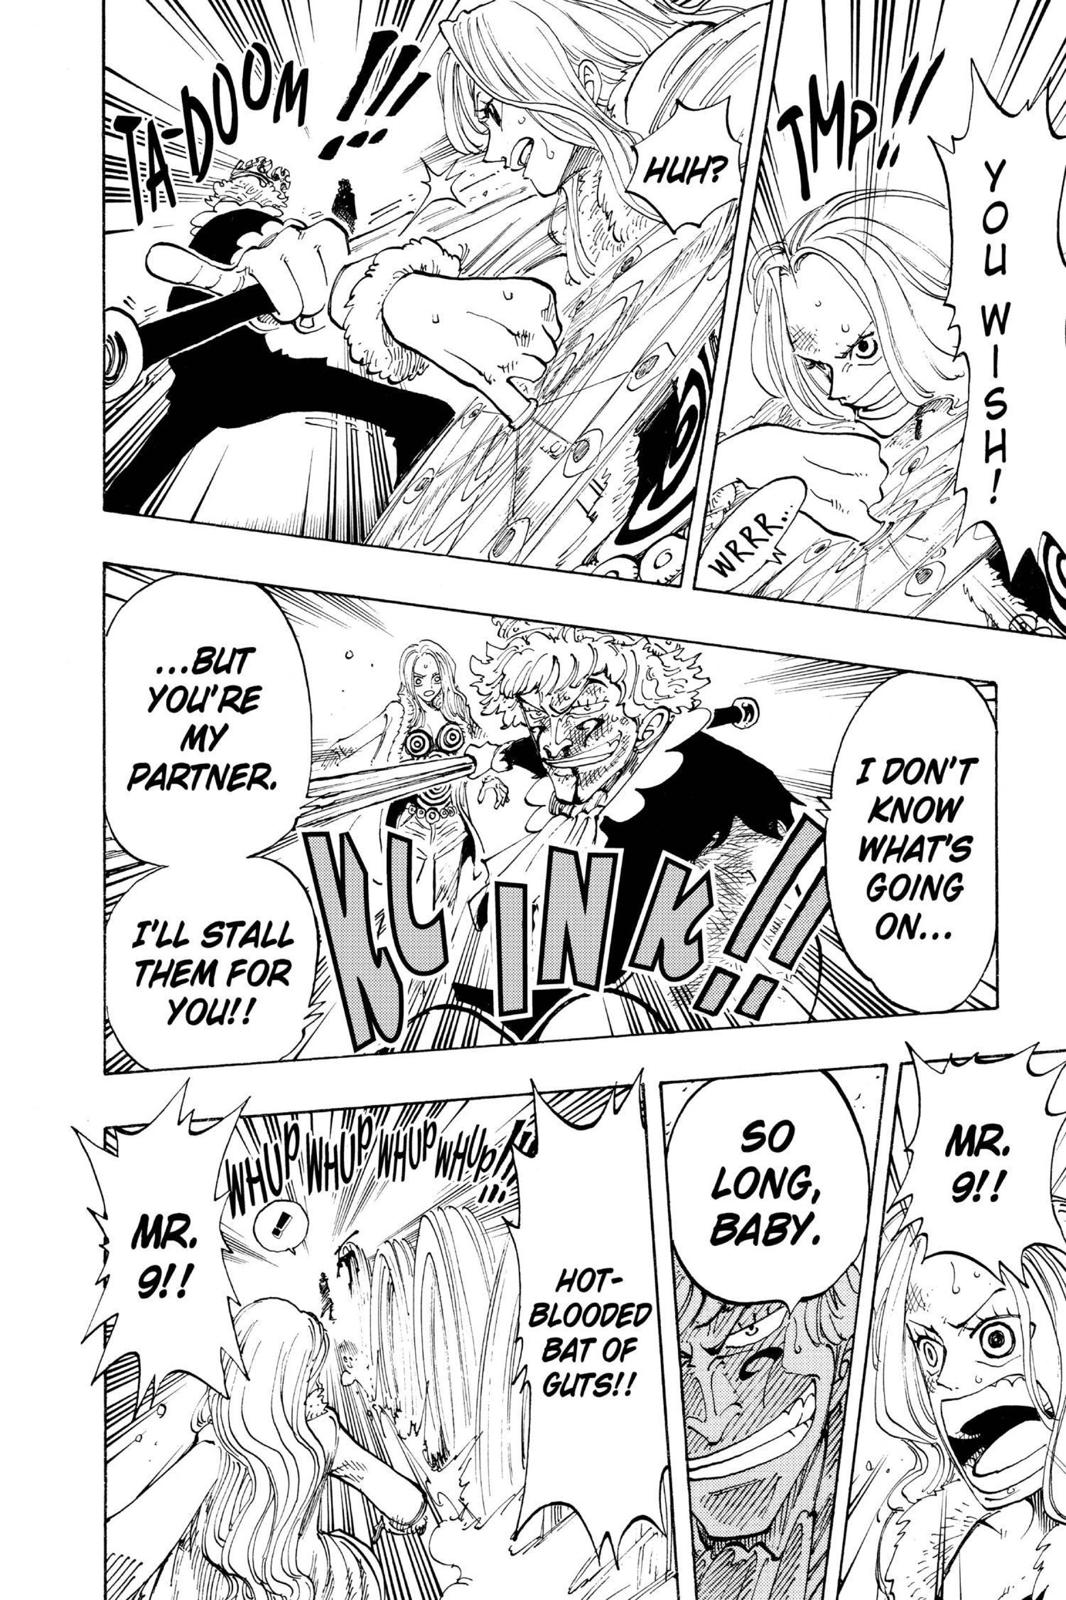 YOU WISH!
TMP!!
WRRR...
HUH?
TA-DOOM!!!
I DON'T
KNOW
WHAT'S
GOING
ON...
...BUT
YOU'RE
MY
PARTNER.
I'LL STALL
THEM FOR
YOU!!
KLINK!!
MR.
9!!
SO
LONG,
BABY.
HOT-
BLOODED
BAT OF
GUTS!!
WHUP WHUP WHUP WHUP!!!
!
MR.
9!!